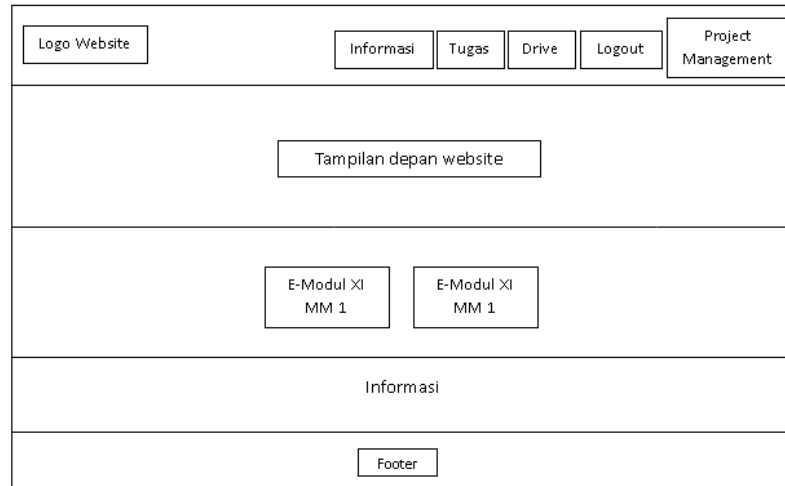 Logo Website
Informasi
Tugas
Drive
Logout
Project
Management
Tampilan depan website
E-Modul XI
MM 1
E-Modul XI
MM 1
Informasi
Footer